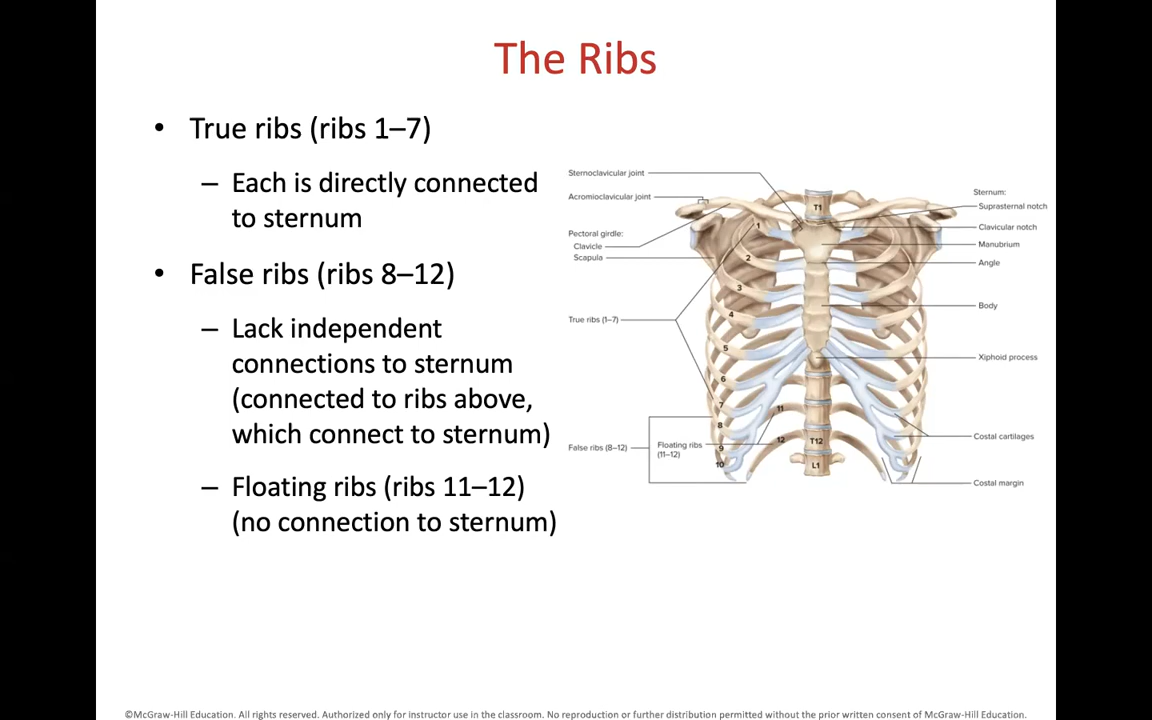 The Ribs
• True ribs (ribs 1–7)
– Each is directly connected
to sternum
• False ribs (ribs 8–12)
– Lack independent
connections to sternum
(connected to ribs above,
which connect to sternum)
– Floating ribs (ribs 11–12)
(no connection to sternum)
Sternoclavicular joint
Acromioclavicular joint
Pectoral girdle:
Clavicle
Scapula
True ribs (1–7)
False ribs (8–12)
Floating ribs
(11–12)
T1
1
2
3
4
5
6
7
8
9
10
11
12
T12
L1
Sternum:
Suprasternal notch
Clavicular notch
Manubrium
Angle
Body
Xiphoid process
Costal cartilages
Costal margin
©McGraw-Hill Education. All rights reserved. Authorized only for instructor use in the classroom. No reproduction or further distribution permitted without the prior written consent of McGraw-Hill Education.